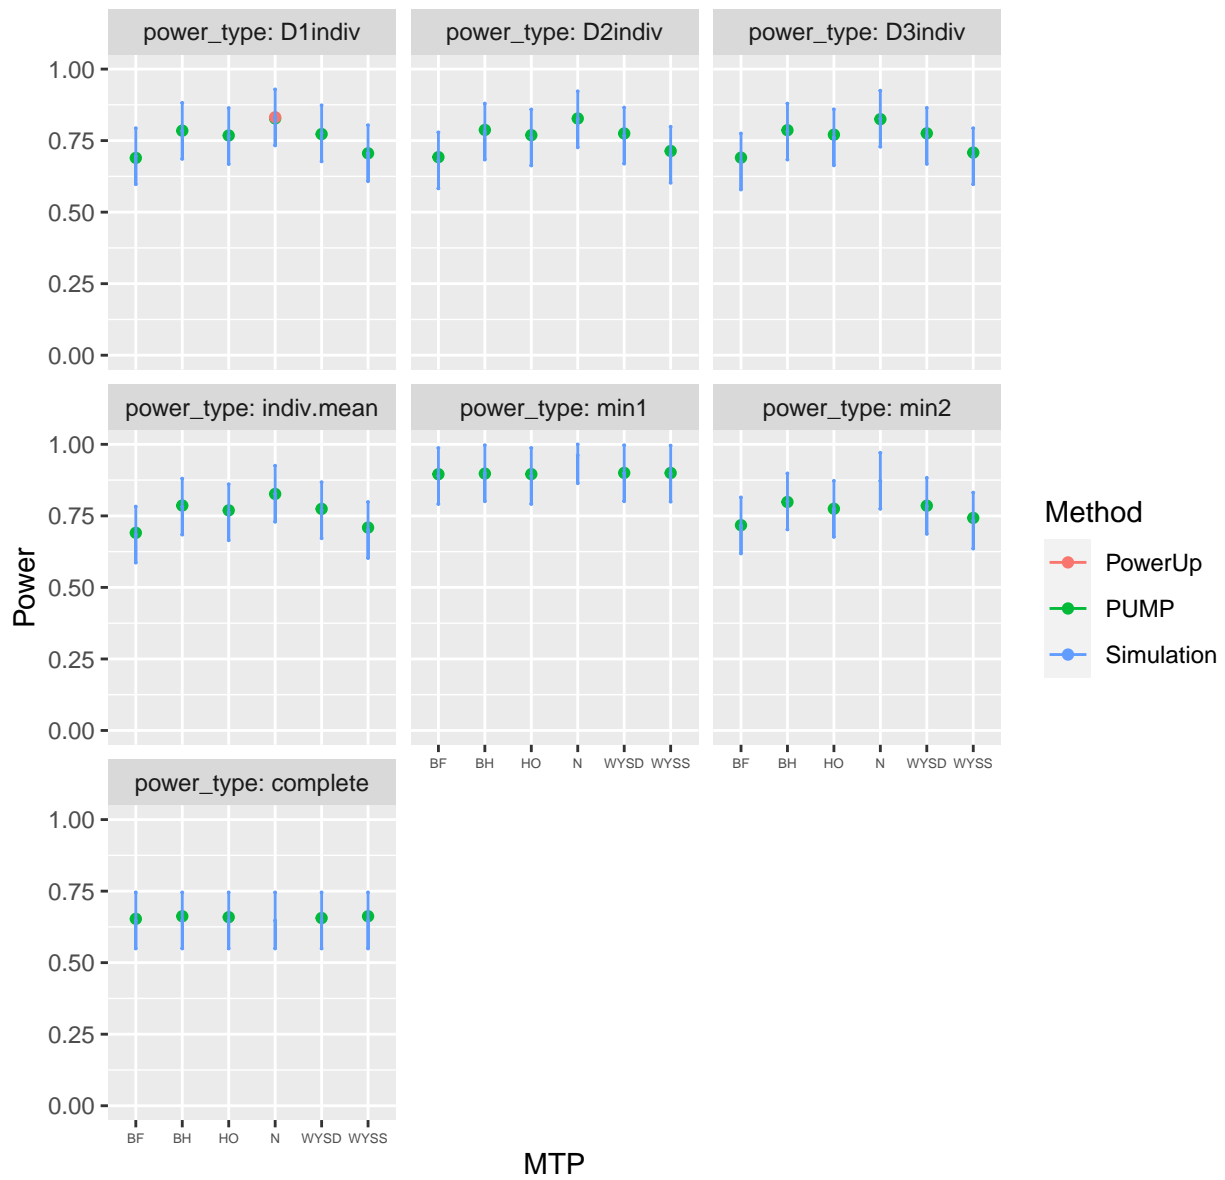 power_type: D1indiv power_type: D2indiv power_type: D3indiv
1.00
0.75
0.50
0.25
0.00
power_type: indiv.mean power_type: min1 power_type: min2
1.00
0.75
0.50
0.25
0.00
BF BH HO N WYSD WYSS BF BH HO N WYSD WYSS
power_type: complete
1.00
0.75
0.50
0.25
0.00
BF BH HO N WYSD WYSS
MTP
Power
Method
PowerUp
PUMP
Simulation